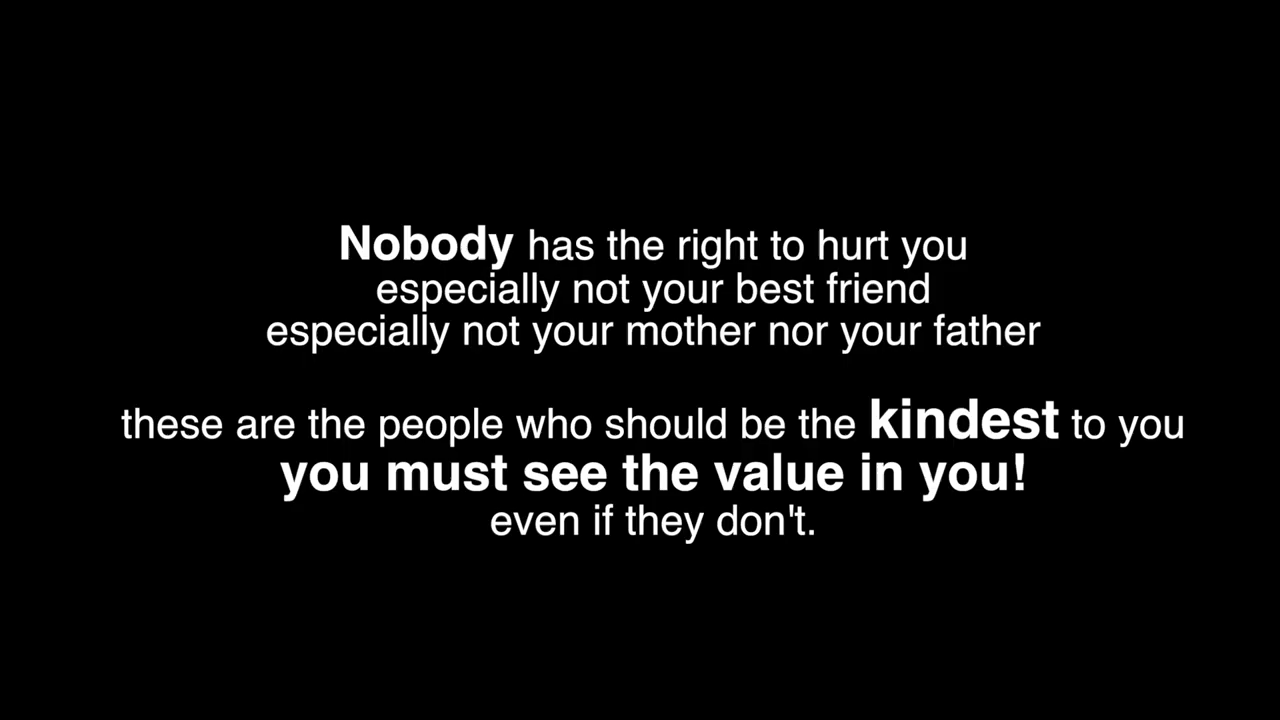 Nobody has the right to hurt you
especially not your best friend
especially not your mother nor your father
these are the people who should be the kindest to you
you must see the value in you!
even if they don't.